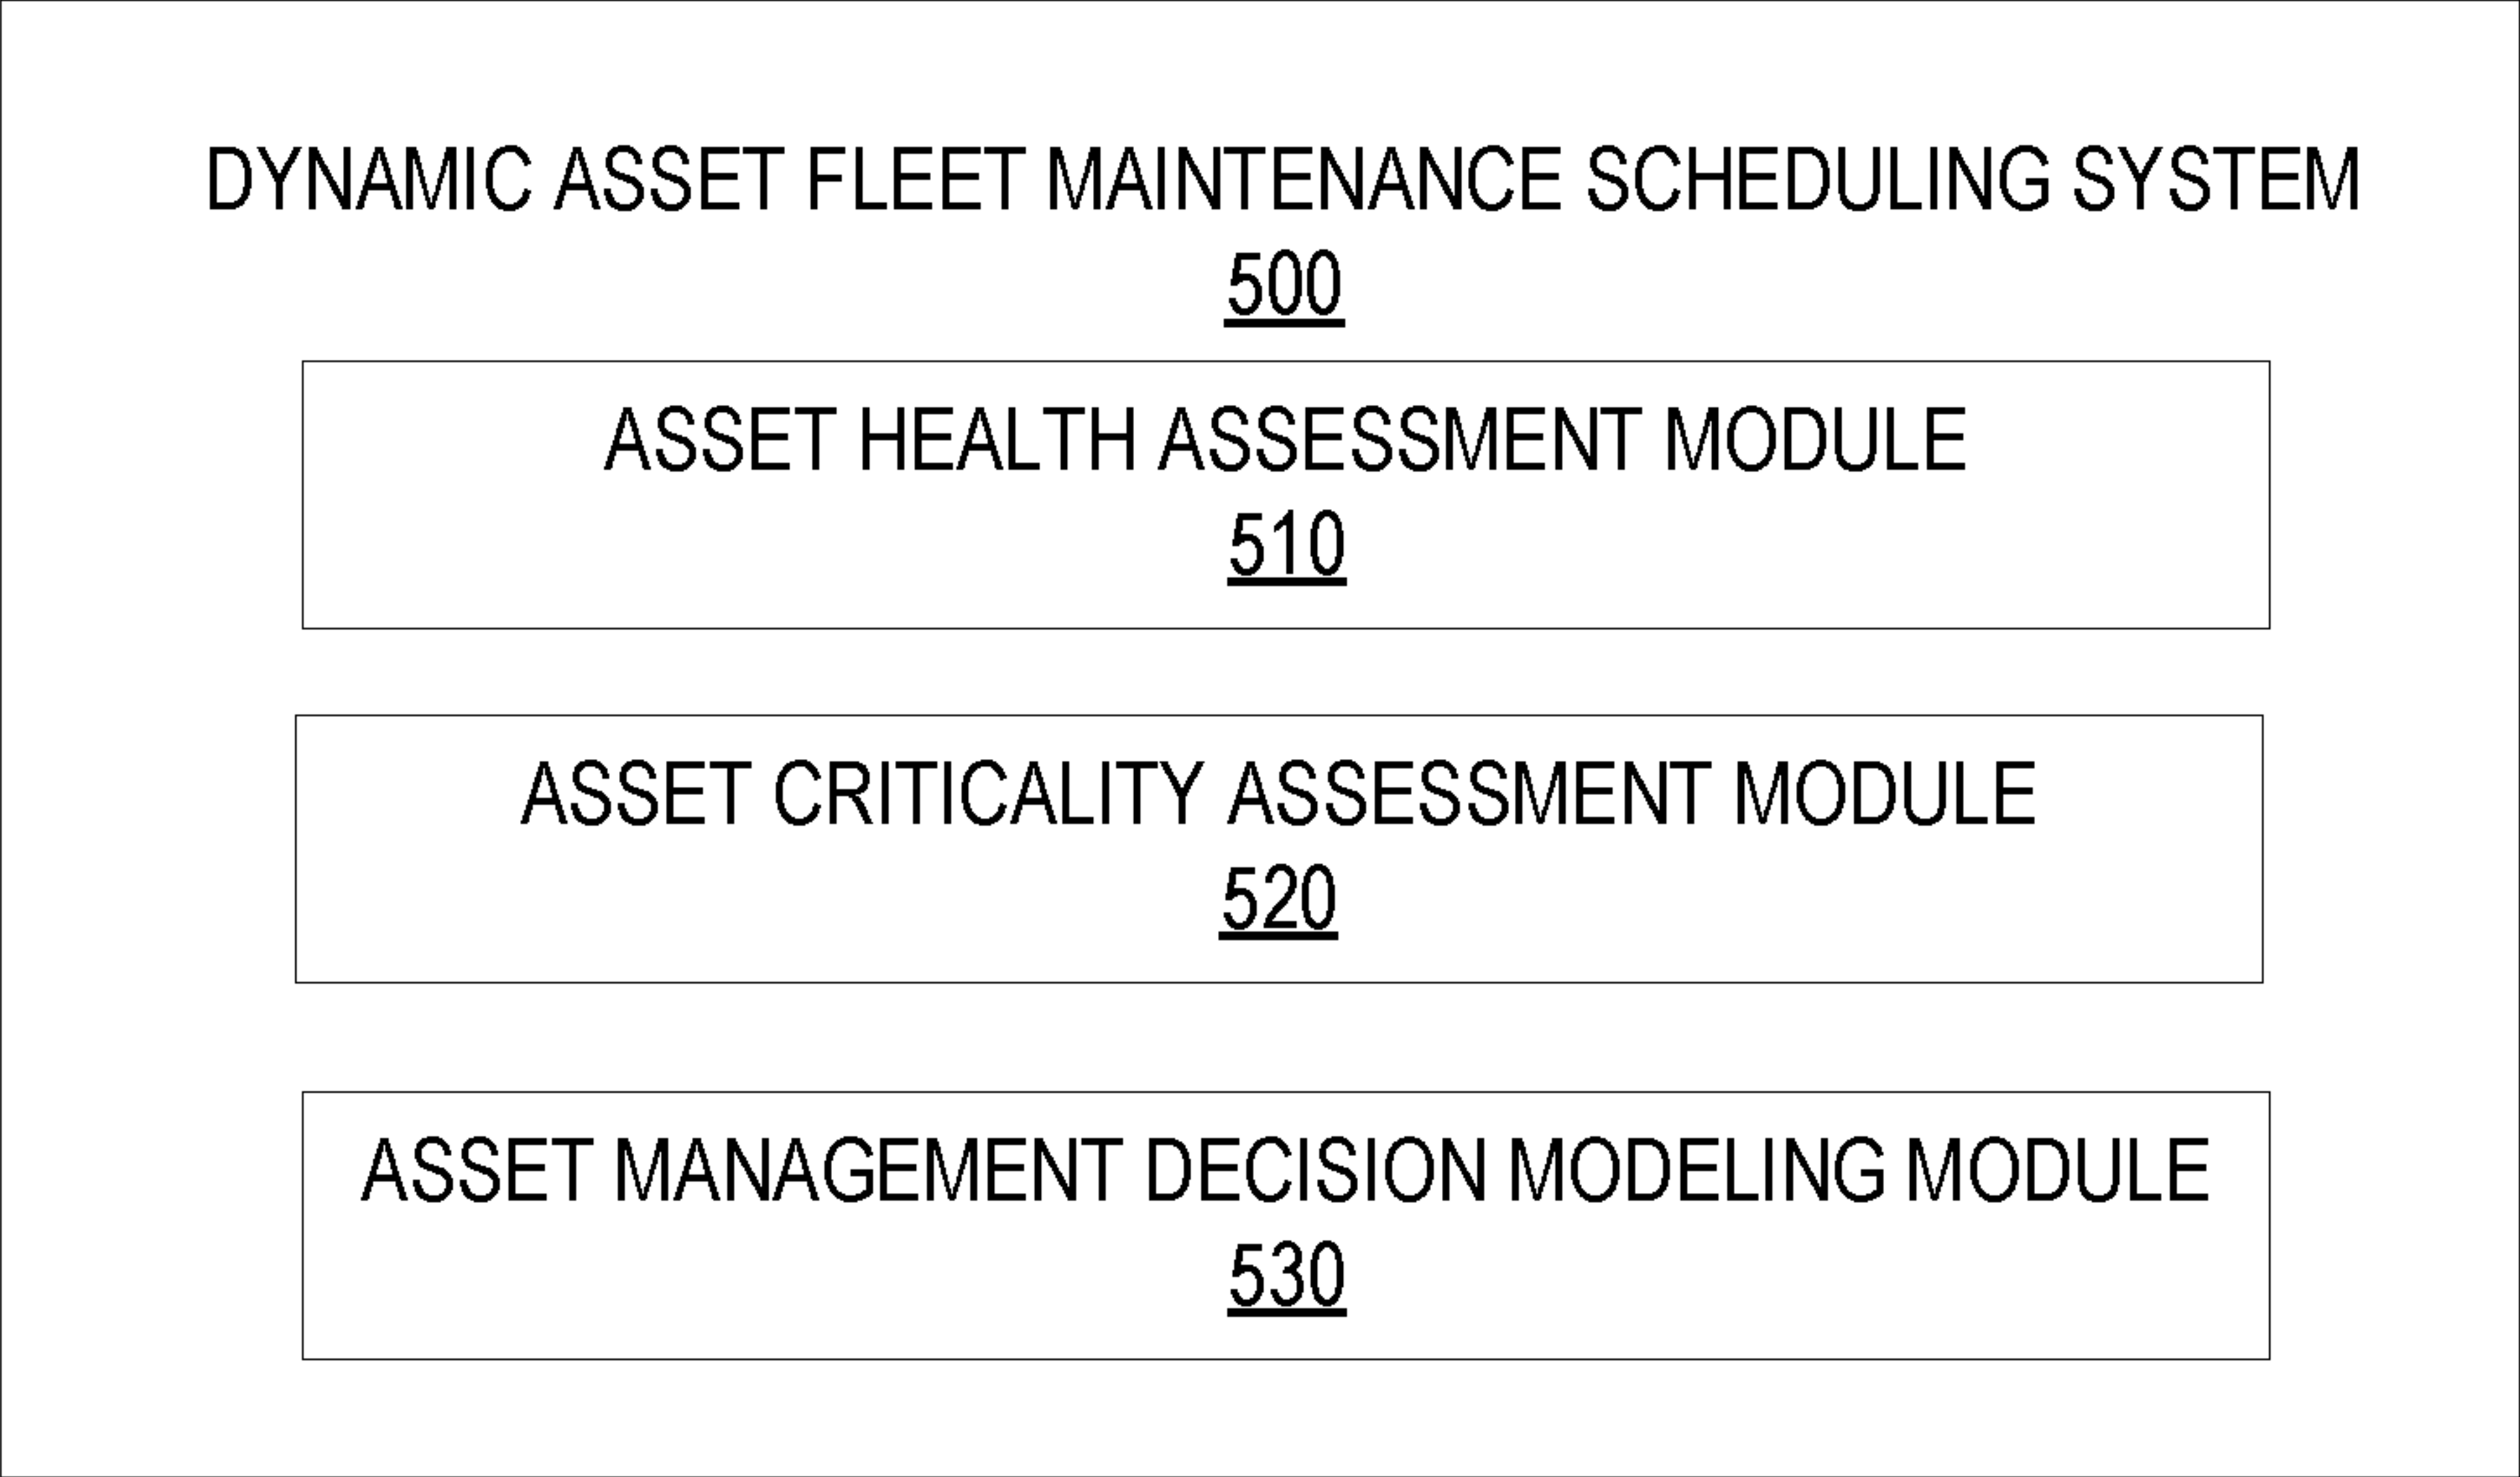 DYNAMIC ASSET FLEET MAINTENANCE SCHEDULING SYSTEM
500
ASSET HEALTH ASSESSMENT MODULE
510
ASSET CRITICALITY ASSESSMENT MODULE
520
ASSET MANAGEMENT DECISION MODELING MODULE
530